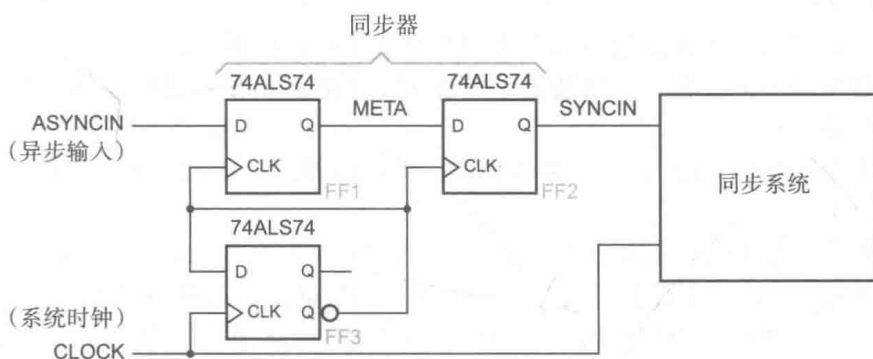 同步器
74ALS74
74ALS74
ASYNCIN
(异步输入)
D
Q
META
D
Q
SYNCIN
CLK
CLK
FF1
FF2
同步系统
74ALS74
D
Q
(系统时钟)
CLK
Q
FF3
CLOCK